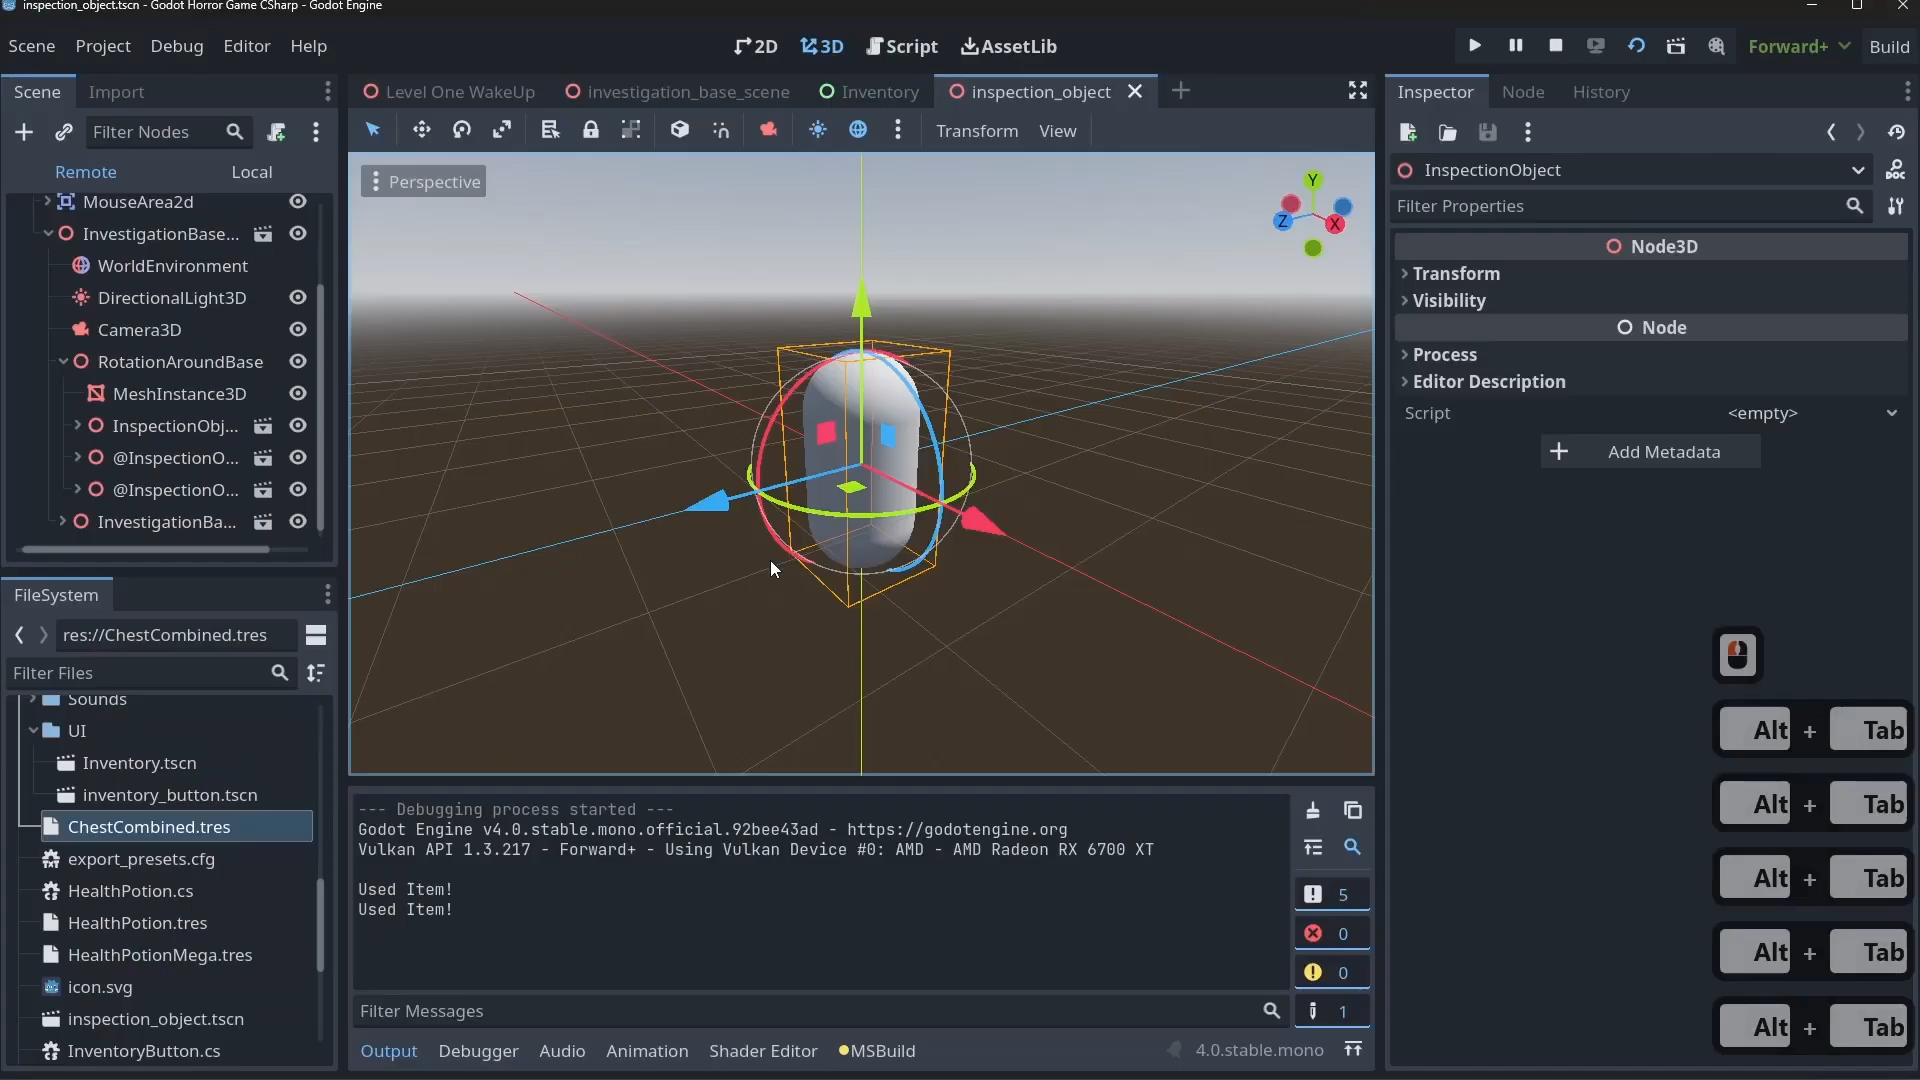 inspection_object.tscn - Godot Horror Game CSharp - Godot Engine
Scene Project Debug Editor Help
2D 3D Script AssetLib
Forward+ Build
Scene Import
Filter Nodes
Remote Local
MouseArea2d
InvestigationBase...
WorldEnvironment
DirectionalLight3D
Camera3D
RotationAroundBase
MeshInstance3D
InspectionObj...
@InspectionO...
@InspectionO...
InvestigationBa...
FileSystem
res://ChestCombined.tres
Filter Files
Sounds
UI
Inventory.tscn
inventory_button.tscn
ChestCombined.tres
export_presets.cfg
HealthPotion.cs
HealthPotion.tres
HealthPotionMega.tres
icon.svg
inspection_object.tscn
InventoryButton.cs
Level One WakeUp investigation_base_scene Inventory inspection_object
Transform View
Perspective
Y
Z X
--- Debugging process started ---
Godot Engine v4.0.stable.mono.official.92bee43ad - https://godotengine.org
Vulkan API 1.3.217 - Forward+ - Using Vulkan Device #0: AMD - AMD Radeon RX 6700 XT
Used Item!
Used Item!
5
0
0
1
Filter Messages
Output Debugger Audio Animation Shader Editor MSBuild 4.0.stable.mono
Inspector Node History
InspectionObject
DOC
Filter Properties
Node3D
Transform
Visibility
Node
Process
Editor Description
Script <empty>
+ Add Metadata
Alt + Tab
Alt + Tab
Alt + Tab
Alt + Tab
Alt + Tab